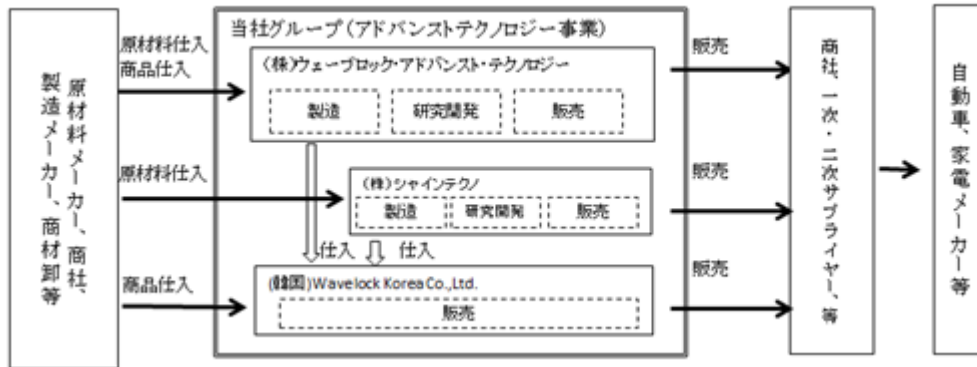 原材料メーカー、商社、
製造メーカー、商材卸等
原材料仕入
商品仕入
原材料仕入
商品仕入
当社グループ(アドバンストテクノロジー事業)
(株)ウェーブロック・アドバンスト・テクノロジー
製造
研究開発
販売
(株)シャインテクノ
製造
研究開発
販売
仕入
仕入
(韓国)Wavelock Korea Co.,Ltd.
販売
販売
販売
販売
商社、一次・二次サプライヤー、等
自動車、家電メーカー等